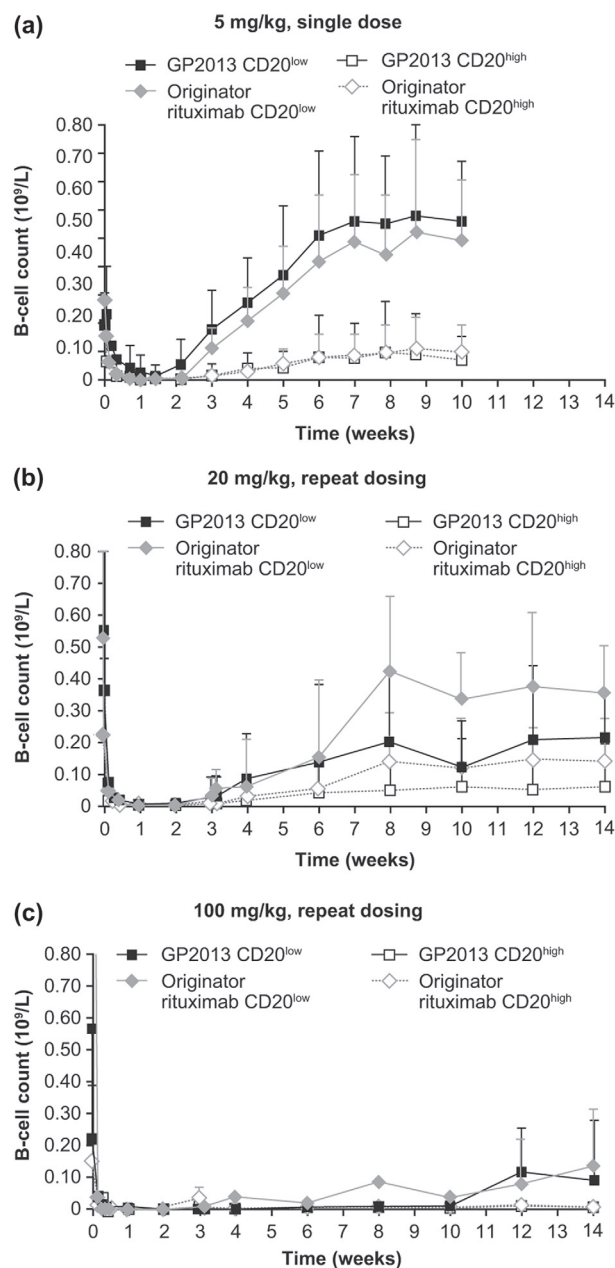 (a)
5 mg/kg, single dose
GP2013 CD20low
GP2013 CD20high
Originator
rituximab CD20low
Originator
rituximab CD20high
B-cell count (10⁹/L)
0.80
0.60
0.50
0.40
0.30
0.20
0.10
0
0 1 2 3 4 5 6 7 8 9 10 11 12 13 14
Time (weeks)
(b)
20 mg/kg, repeat dosing
GP2013 CD20low
GP2013 CD20high
Originator
rituximab CD20low
Originator
rituximab CD20high
B-cell count (10⁹/L)
0.80
0.60
0.50
0.40
0.30
0.20
0.10
0
0 1 2 3 4 5 6 7 8 9 10 11 12 13 14
Time (weeks)
(c)
100 mg/kg, repeat dosing
GP2013 CD20low
GP2013 CD20high
Originator
rituximab CD20low
Originator
rituximab CD20high
B-cell count (10⁹/L)
0.80
0.60
0.50
0.40
0.30
0.20
0.10
0
0 1 2 3 4 5 6 7 8 9 10 11 12 13 14
Time (weeks)